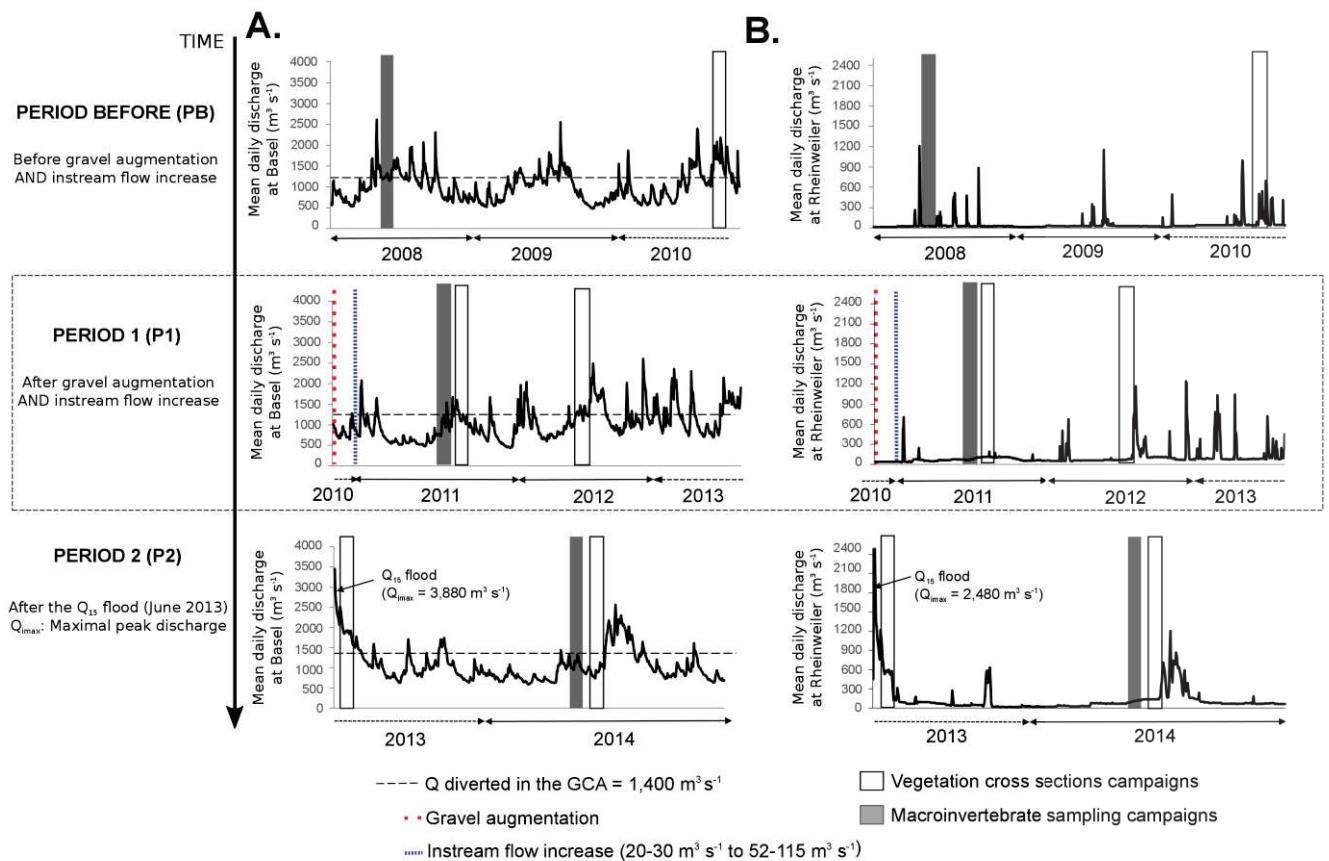 TIME
A.
B.
PERIOD BEFORE (PB)
Before gravel augmentation
AND instream flow increase
Mean daily discharge
at Basel (m³ s⁻¹)
4000
3500
3000
2500
2000
1500
1000
500
0
2008
2009
2010
Mean daily discharge
at Rheinweiler (m³ s⁻¹)
2400
2100
1800
1500
1200
900
600
300
0
2008
2009
2010
PERIOD 1 (P1)
After gravel augmentation
AND instream flow increase
Mean daily discharge
at Basel (m³ s⁻¹)
4000
3500
3000
2500
2000
1500
1000
500
0
2010
2011
2012
2013
Mean daily discharge
at Rheinweiler (m³ s⁻¹)
2400
2100
1800
1500
1200
900
600
300
0
2010
2011
2012
2013
PERIOD 2 (P2)
After the Q₁₅ flood (June 2013)
Qᵢₘₐₓ: Maximal peak discharge
Mean daily discharge
at Basel (m³ s⁻¹)
4000
3500
3000
2500
2000
1500
1000
500
0
Q₁₅ flood
(Qᵢₘₐₓ = 3,880 m³ s⁻¹)
2013
2014
Mean daily discharge
at Rheinweiler (m³ s⁻¹)
2400
2100
1800
1500
1200
900
600
300
0
Q₁₅ flood
(Qᵢₘₐₓ = 2,480 m³ s⁻¹)
2013
2014
Q diverted in the GCA = 1,400 m³ s⁻¹
Gravel augmentation
Instream flow increase (20-30 m³ s⁻¹ to 52-115 m³ s⁻¹)
Vegetation cross sections campaigns
Macroinvertebrate sampling campaigns